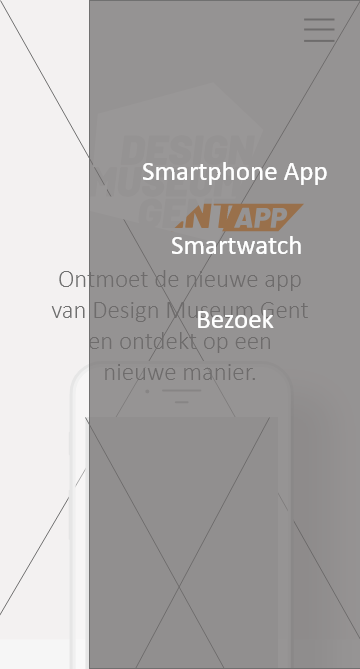 DESIGN
MUSEUM
GENT APP
Smartphone App
Smartwatch
Ontmoet de nieuwe app
van Design Museum Gent
Bezoek
en ontdekt op een
nieuwe manier.